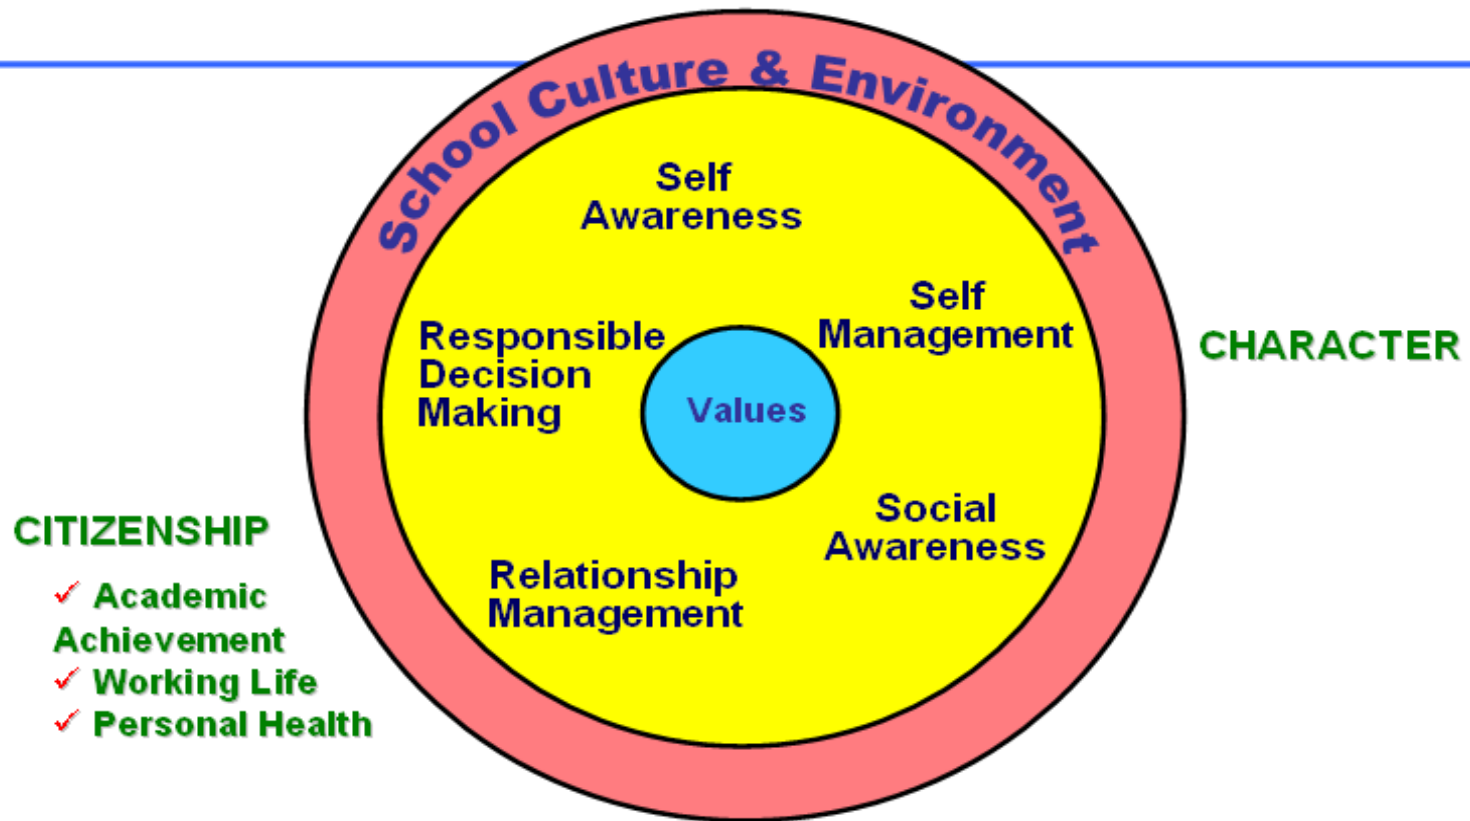 School Culture & Environment
Self
Awareness
Self
Management
Responsible
Decision
Making
Values
CHARACTER
Social
Awareness
Relationship
Management
CITIZENSHIP
✓ Academic
Achievement
✓ Working Life
✓ Personal Health